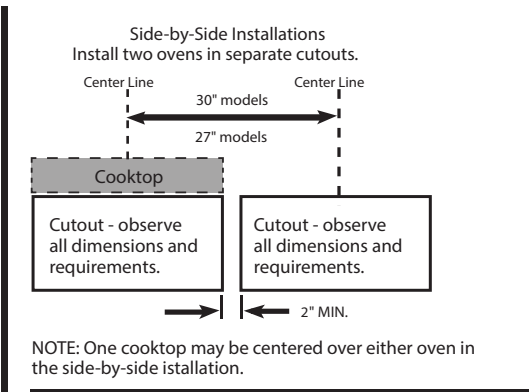 Side-by-Side Installations
Install two ovens in separate cutouts.
Center Line
Center Line
30" models
27" models
Cooktop
Cutout - observe
all dimensions and
requirements.
Cutout - observe
all dimensions and
requirements.
2" MIN.
NOTE: One cooktop may be centered over either oven in
the side-by-side istallation.